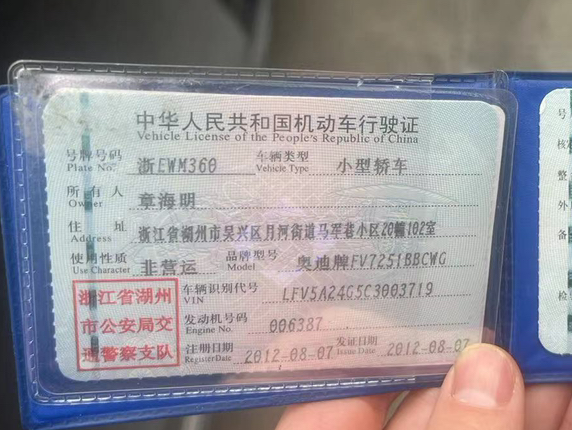 中华人民共和国机动车行驶证
Vehicle License of the People's Republic of China
号牌号码 浙EWM360 车辆类型 小型轿车
Plate No. Vehicle Type
所有人 章海明
Owner
住址 浙江省湖州市吴兴区月河街道马军巷小区20幢102室
Address
使用性质 非营运 品牌型号 奥迪牌FV7251BBCWG
Use Character Model
浙江省湖州
市公安局交
通警察支队
车辆识别代号 LFV5A24G5C3003719
VIN
发动机号码 006387
Engine No.
注册日期 2012-08-07 发证日期 2012-08-07
Register Date Issue Date
号
核
整
外
备
检